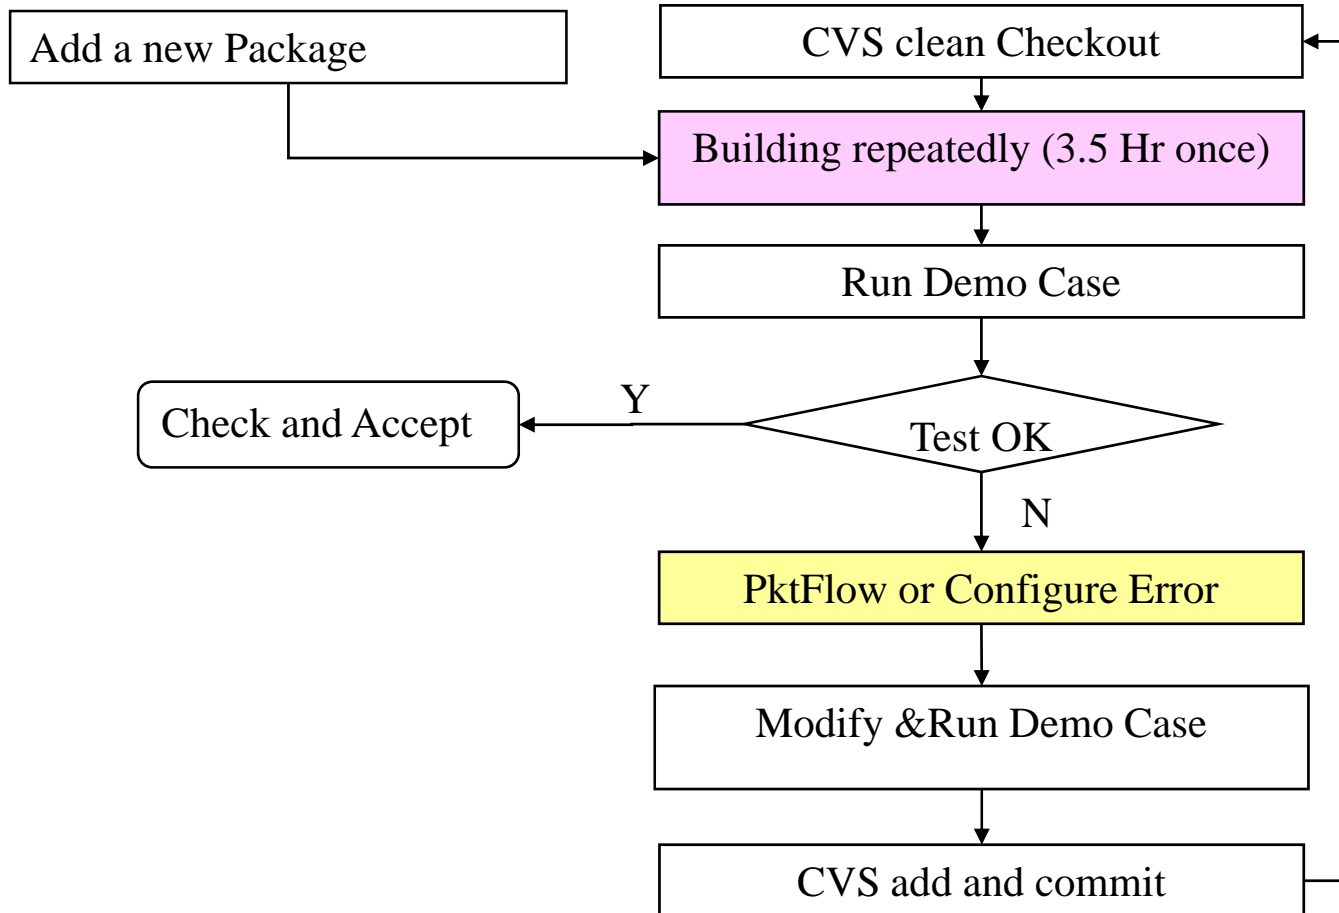 Add a new Package
CVS clean Checkout
Building repeatedly (3.5 Hr once)
Run Demo Case
Check and Accept
Y
Test OK
N
PktFlow or Configure Error
Modify &Run Demo Case
CVS add and commit